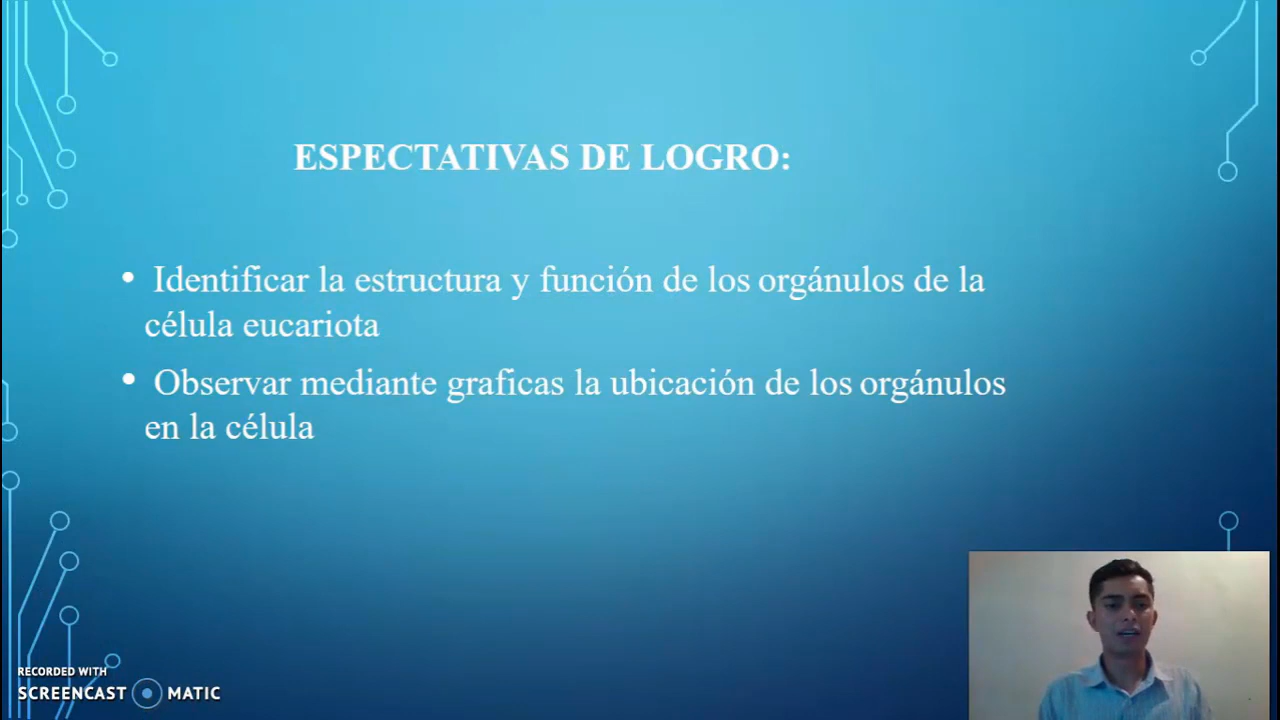 ESPECTATIVAS DE LOGRO:
• Identificar la estructura y función de los orgánulos de la
célula eucariota
• Observar mediante graficas la ubicación de los orgánulos
en la célula
RECORDED WITH
SCREENCAST MATIC